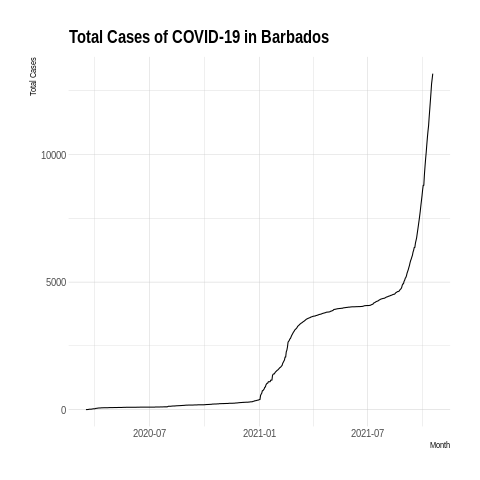 Total Cases of COVID-19 in Barbados
Total Cases
10000
5000
0
2020-07 2021-01 2021-07
Month